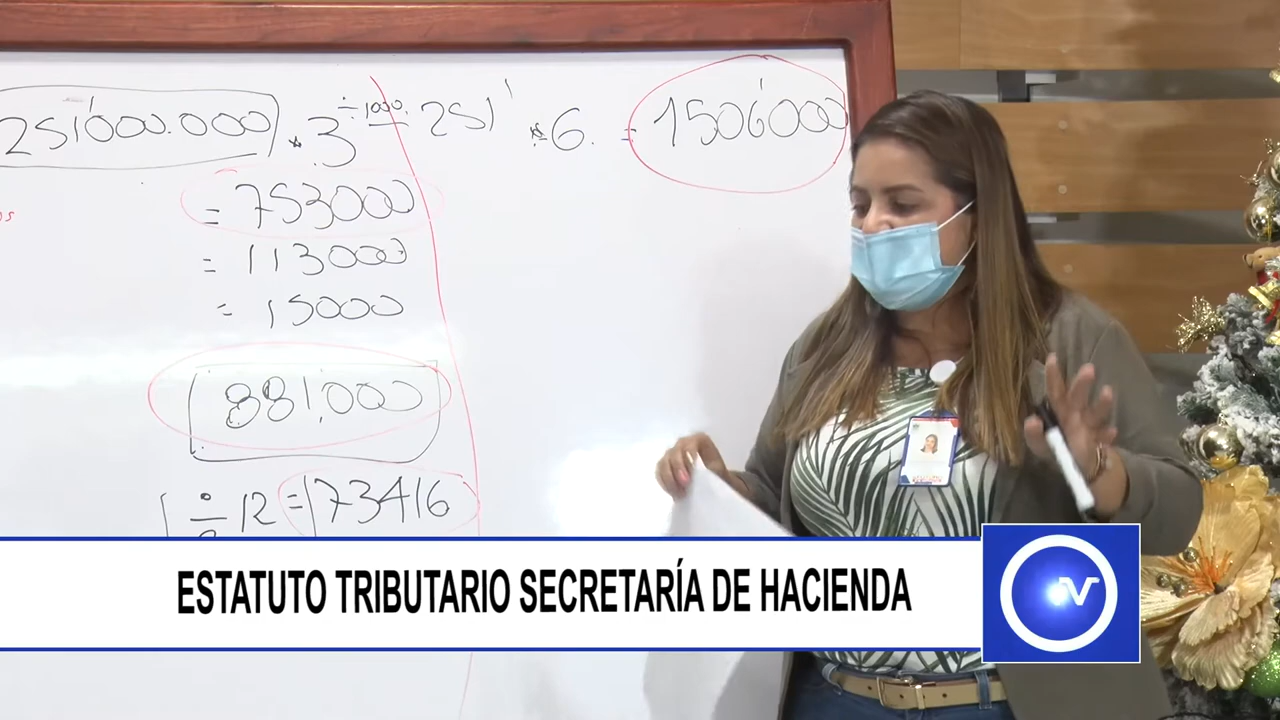 251'000.000 * 3 ÷ 1000. 251' * 6. = 1506000
= 753000
= 113000
= 15000
881,000
÷ 12 = 73416
ESTATUTO TRIBUTARIO SECRETARÍA DE HACIENDA
V